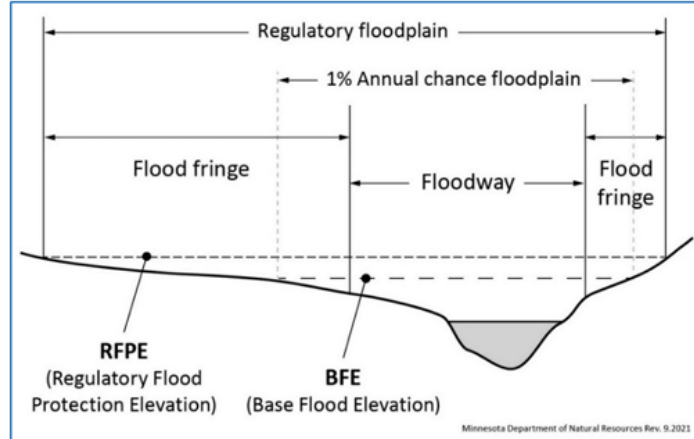 Regulatory floodplain
1% Annual chance floodplain
Flood fringe
Floodway
Flood
fringe
RFPE
(Regulatory Flood
Protection Elevation)
BFE
(Base Flood Elevation)
Minnesota Department of Natural Resources Rev. 9.2021